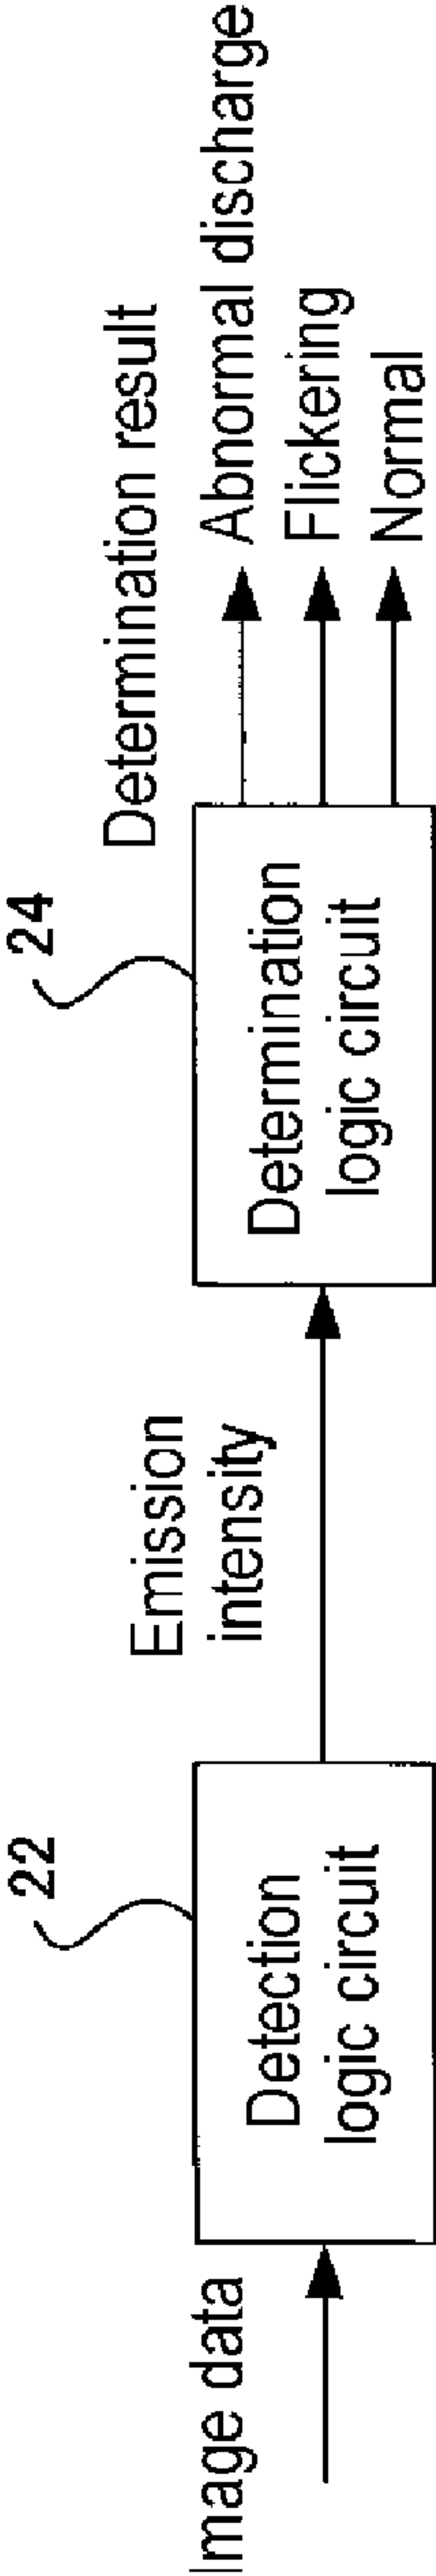 Image data
22
Detection
logic circuit
Emission
intensity
24
Determination
logic circuit
Determination result
Abnormal discharge
Flickering
Normal